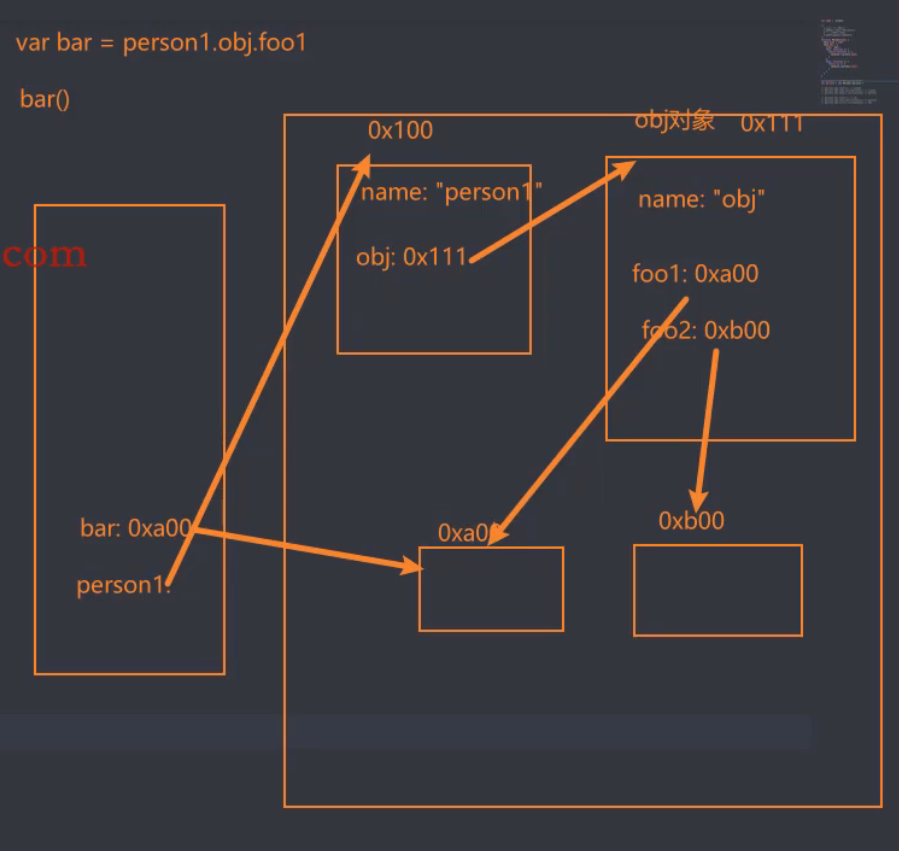 var bar = person1.obj.foo1
bar()
0x100
obj对象 0x111
name: "person1"
name: "obj"
com
obj: 0x111
foo1: 0xa00
foo2: 0xb00
bar: 0xa00
0xa00
0xb00
person1: